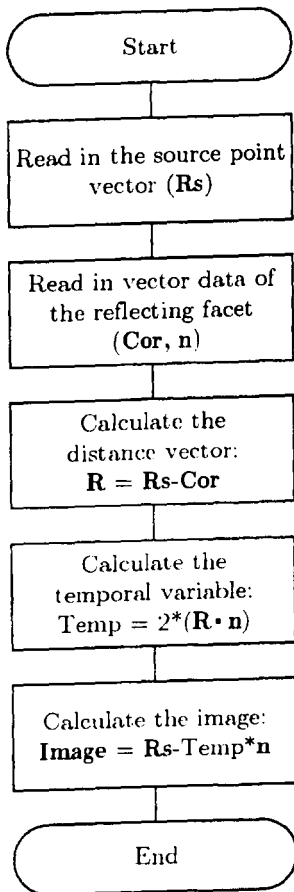 Start
Read in the source point
vector (Rs)
Read in vector data of
the reflecting facet
(Cor, n)
Calculate the
distance vector:
R = Rs-Cor
Calculate the
temporal variable:
Temp = 2*(R·n)
Calculate the image:
Image = Rs-Temp*n
End